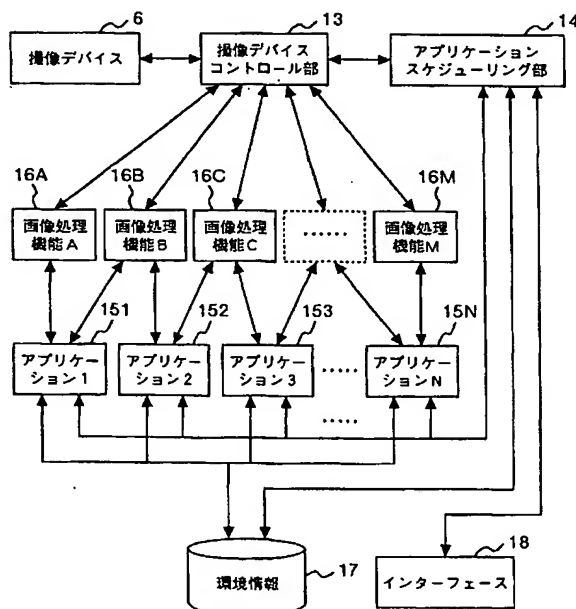 6
13
14
撮像デバイス
撮像デバイス
コントロール部
アプリケーション
スケジューリング部
16A
16B
16C
16M
画像処理
機能A
画像処理
機能B
画像処理
機能C
……
画像処理
機能M
151
152
153
15N
アプリケー
ション1
アプリケー
ション2
アプリケー
ション3
……
アプリケー
ションN
……
環境情報
17
18
インターフェース